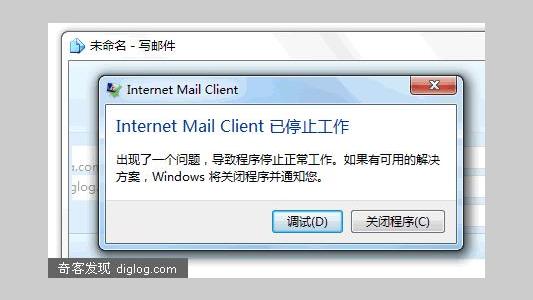 未命名 - 写邮件
Internet Mail Client
Internet Mail Client 已停止工作
出现了一个问题，导致程序停止正常工作。如果有可用的解决
方案，Windows 将关闭程序并通知您。
a.com
glog.
调试(D)
关闭程序(C)
奇客发现 diglog.com